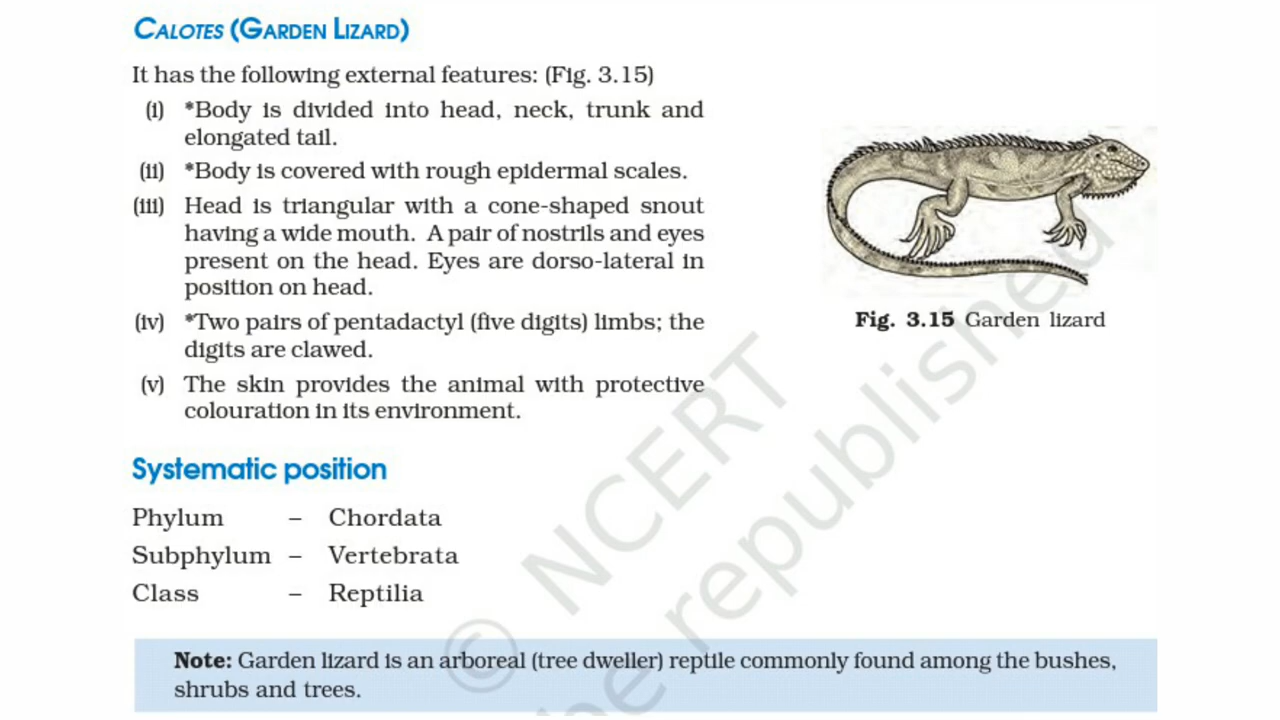 CALOTES (GARDEN LIZARD)
It has the following external features: (Fig. 3.15)
(i) *Body is divided into head, neck, trunk and
elongated tail.
(ii) *Body is covered with rough epidermal scales.
(iii) Head is triangular with a cone-shaped snout
having a wide mouth. A pair of nostrils and eyes
present on the head. Eyes are dorso-lateral in
position on head.
(iv) *Two pairs of pentadactyl (five digits) limbs; the
digits are clawed.
(v) The skin provides the animal with protective
colouration in its environment.
Fig. 3.15 Garden lizard
Systematic position
Phylum – Chordata
Subphylum – Vertebrata
Class – Reptilia
Note: Garden lizard is an arboreal (tree dweller) reptile commonly found among the bushes,
shrubs and trees.
© NCERT
be republished